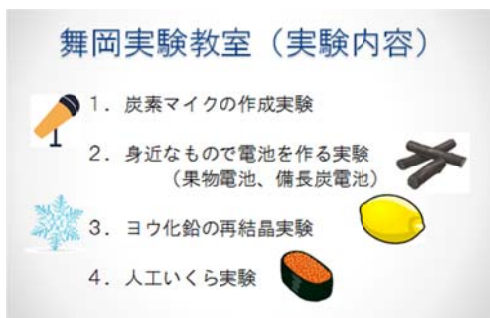 舞岡実験教室（実験内容）
１．炭素マイクの作成実験
２．身近なもので電池を作る実験
（果物電池、備長炭電池）
３．ヨウ化鉛の再結晶実験
４．人工いくら実験